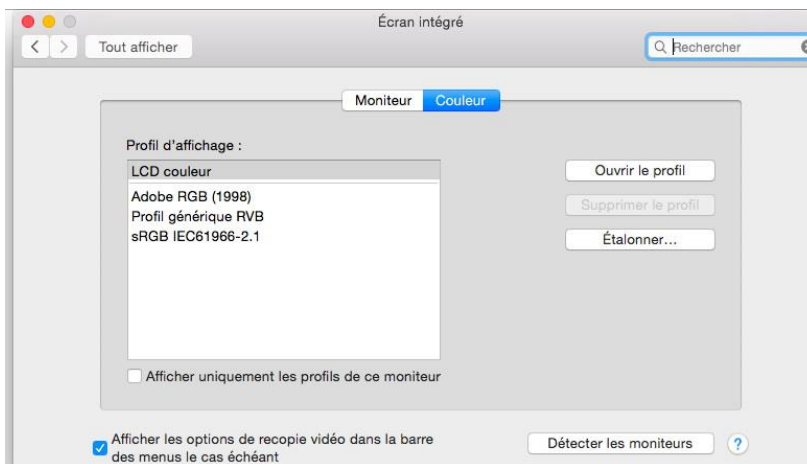 Écran intégré
Tout afficher
Rechercher
Moniteur
Couleur
Profil d'affichage :
LCD couleur
Adobe RGB (1998)
Profil générique RVB
sRGB IEC61966-2.1
Ouvrir le profil
Supprimer le profil
Étalonner...
Afficher uniquement les profils de ce moniteur
Afficher les options de recopie vidéo dans la barre
des menus le cas échéant
Détecter les moniteurs
?